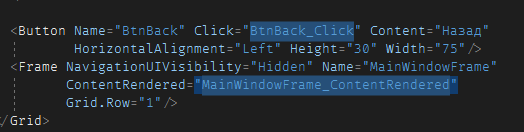 <Button Name="BtnBack" Click="BtnBack_Click" Content="Назад"
HorizontalAlignment="Left" Height="30" Width="75"/>
<Frame NavigationUIVisibility="Hidden" Name="MainWindowFrame"
ContentRendered="MainWindowFrame_ContentRendered"
Grid.Row="1"/>
/Grid>